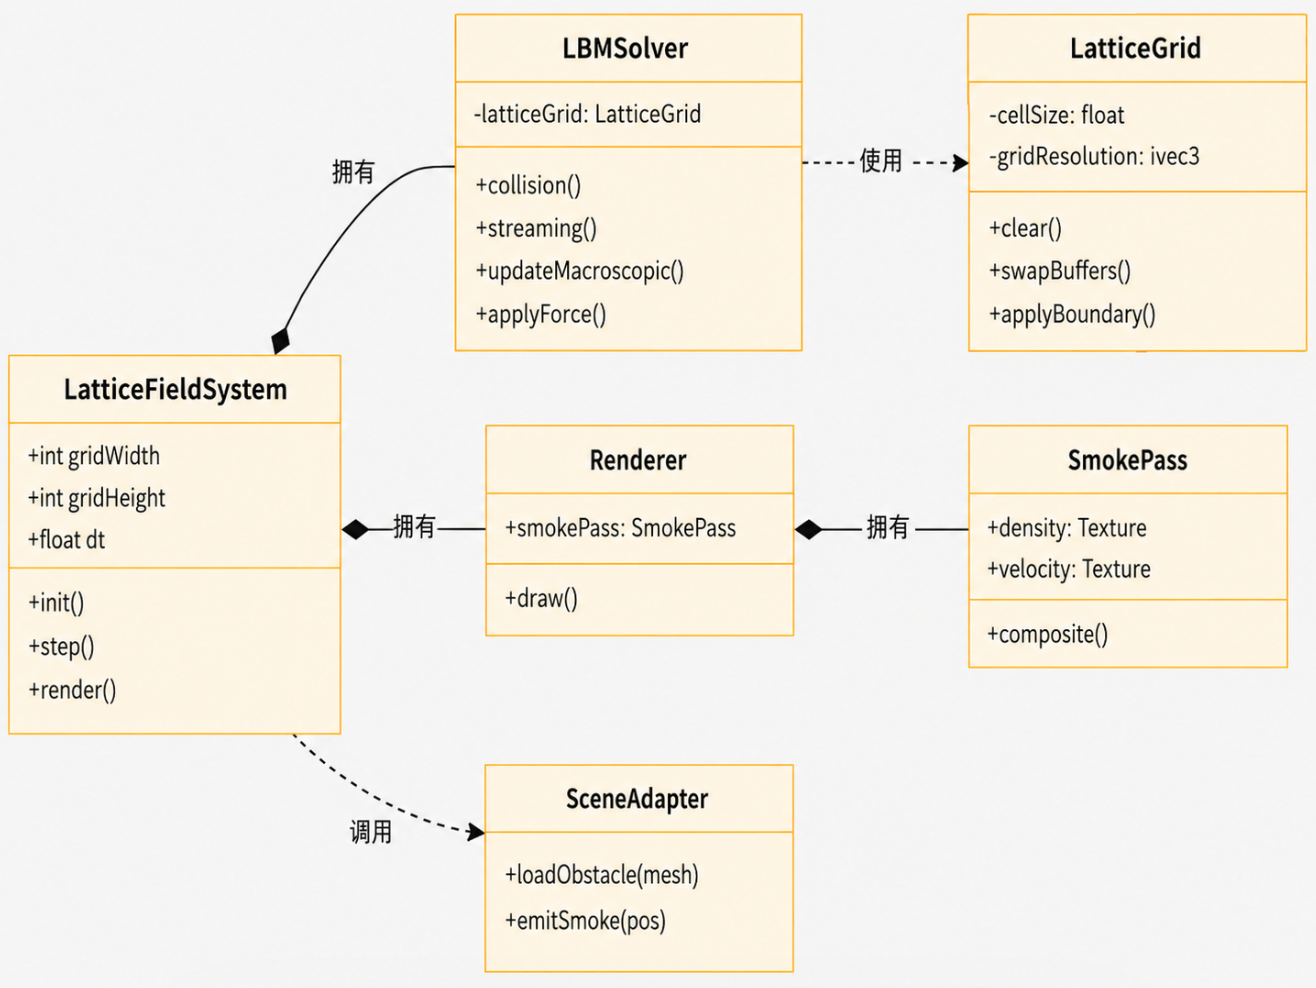 LBMSolver
-latticeGrid: LatticeGrid
+collision()
+streaming()
+updateMacroscopic()
+applyForce()
使用
LatticeGrid
-cellSize: float
-gridResolution: ivec3
+clear()
+swapBuffers()
+applyBoundary()
拥有
LatticeFieldSystem
+int gridWidth
+int gridHeight
+float dt
+init()
+step()
+render()
拥有
Renderer
+smokePass: SmokePass
+draw()
拥有
SmokePass
+density: Texture
+velocity: Texture
+composite()
调用
SceneAdapter
+loadObstacle(mesh)
+emitSmoke(pos)